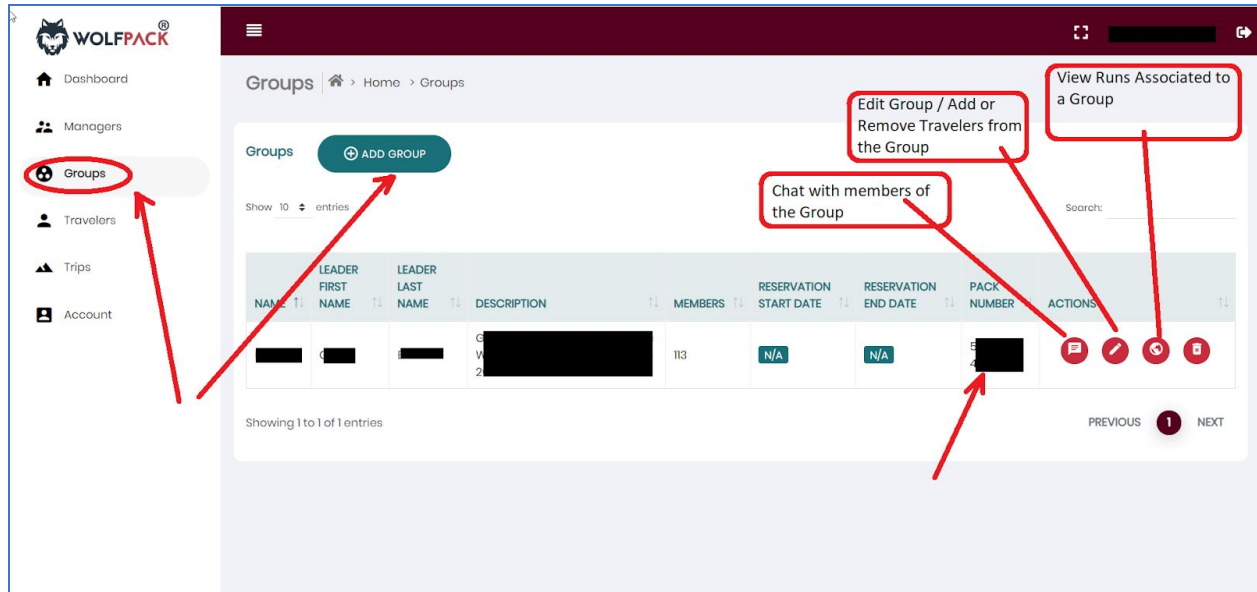 WOLFPACK ®
Dashboard
Managers
Groups
Travelers
Trips
Account
Groups > Home > Groups
View Runs Associated to
a Group
Edit Group / Add or
Remove Travelers from
the Group
Chat with members of
the Group
Groups
ADD GROUP
Show 10 entries
Search:
NAME
LEADER
FIRST
NAME
LEADER
LAST
NAME
DESCRIPTION
MEMBERS
RESERVATION
START DATE
RESERVATION
END DATE
PACK
NUMBER
ACTIONS
G
W
2
113
N/A
N/A
5
4
Showing 1 to 1 of 1 entries
PREVIOUS 1 NEXT